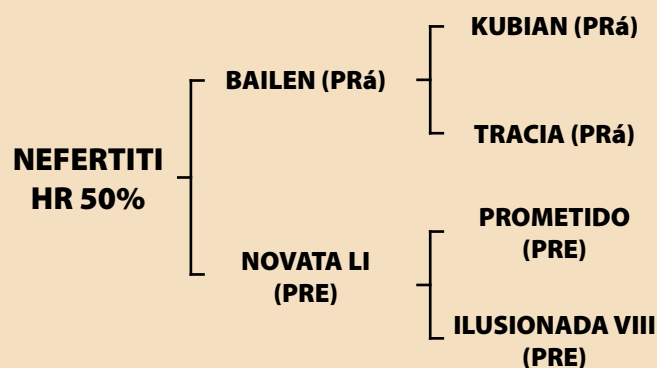 NEFERTITI
HR 50%
BAILEN (PRá)
NOVATA LI
(PRE)
KUBIAN (PRá)
TRACIA (PRá)
PROMETIDO
(PRE)
ILUSIONADA VIII
(PRE)